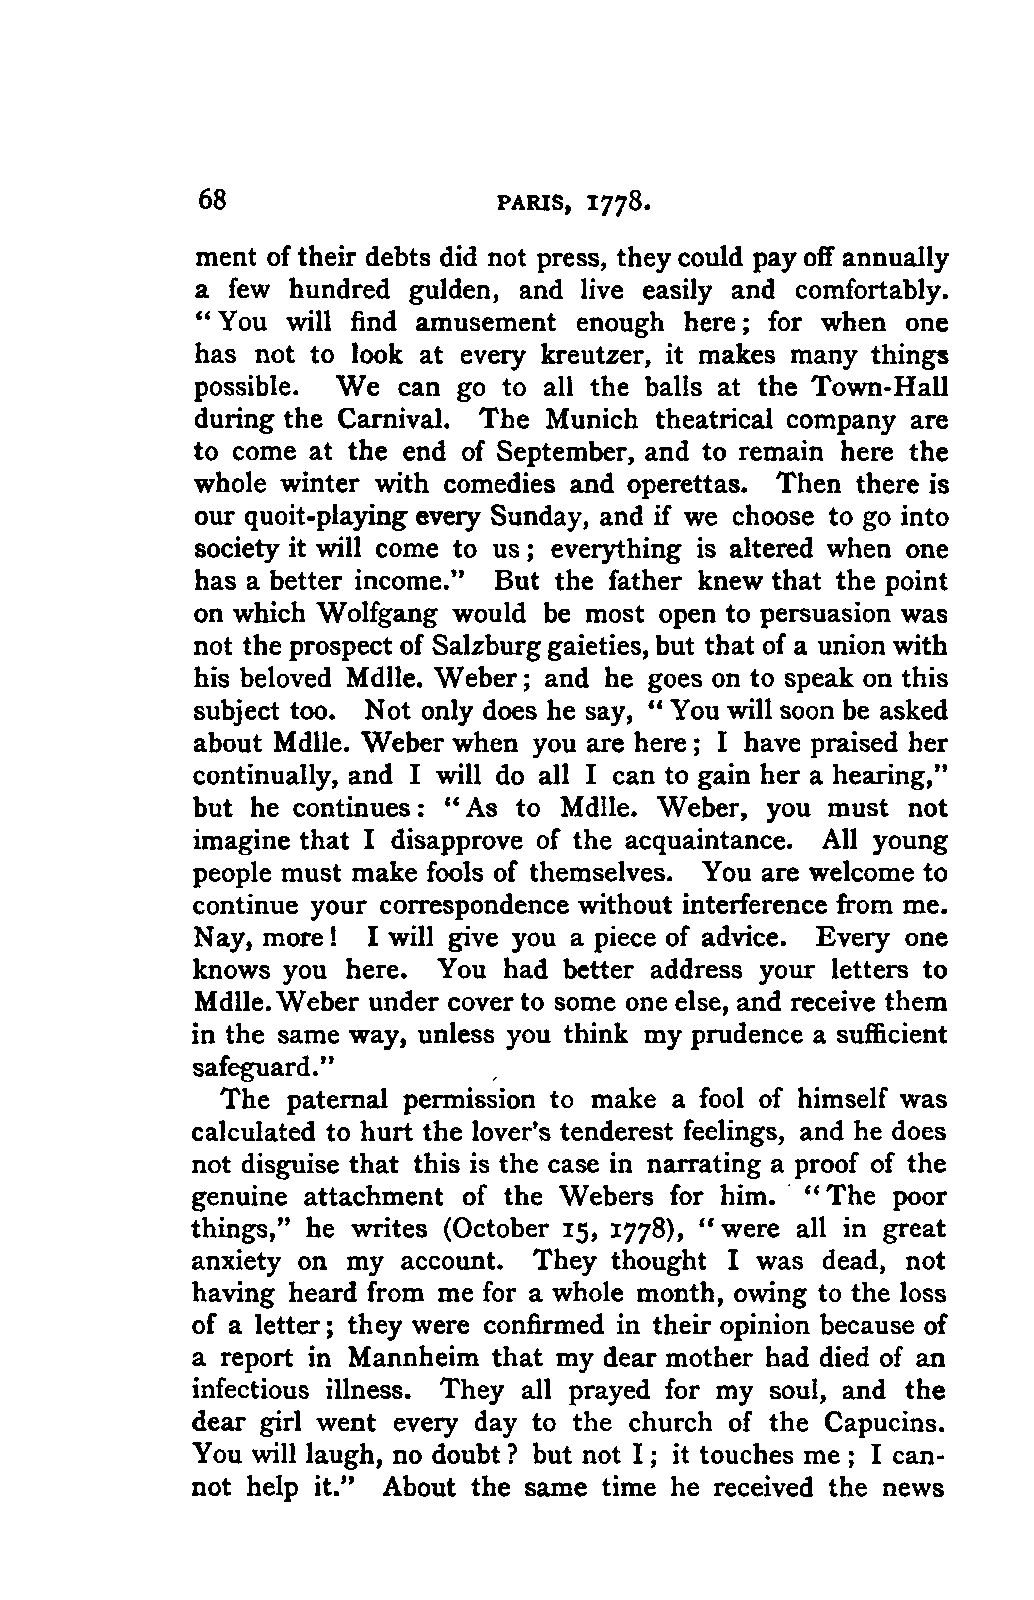 68 PARIS, 1778.
ment of their debts did not press, they could pay off annually
a few hundred gulden, and live easily and comfortably.
"You will find amusement enough here; for when one
has not to look at every kreutzer, it makes many things
possible. We can go to all the balls at the Town-Hall
during the Carnival. The Munich theatrical company are
to come at the end of September, and to remain here the
whole winter with comedies and operettas. Then there is
our quoit-playing every Sunday, and if we choose to go into
society it will come to us; everything is altered when one
has a better income." But the father knew that the point
on which Wolfgang would be most open to persuasion was
not the prospect of Salzburg gaieties, but that of a union with
his beloved Mdlle. Weber; and he goes on to speak on this
subject too. Not only does he say, "You will soon be asked
about Mdlle. Weber when you are here; I have praised her
continually, and I will do all I can to gain her a hearing,"
but he continues: "As to Mdlle. Weber, you must not
imagine that I disapprove of the acquaintance. All young
people must make fools of themselves. You are welcome to
continue your correspondence without interference from me.
Nay, more! I will give you a piece of advice. Every one
knows you here. You had better address your letters to
Mdlle. Weber under cover to some one else, and receive them
in the same way, unless you think my prudence a sufficient
safeguard."
The paternal permission to make a fool of himself was
calculated to hurt the lover's tenderest feelings, and he does
not disguise that this is the case in narrating a proof of the
genuine attachment of the Webers for him. "The poor
things," he writes (October 15, 1778), "were all in great
anxiety on my account. They thought I was dead, not
having heard from me for a whole month, owing to the loss
of a letter; they were confirmed in their opinion because of
a report in Mannheim that my dear mother had died of an
infectious illness. They all prayed for my soul, and the
dear girl went every day to the church of the Capucins.
You will laugh, no doubt? but not I; it touches me; I can-
not help it." About the same time he received the news